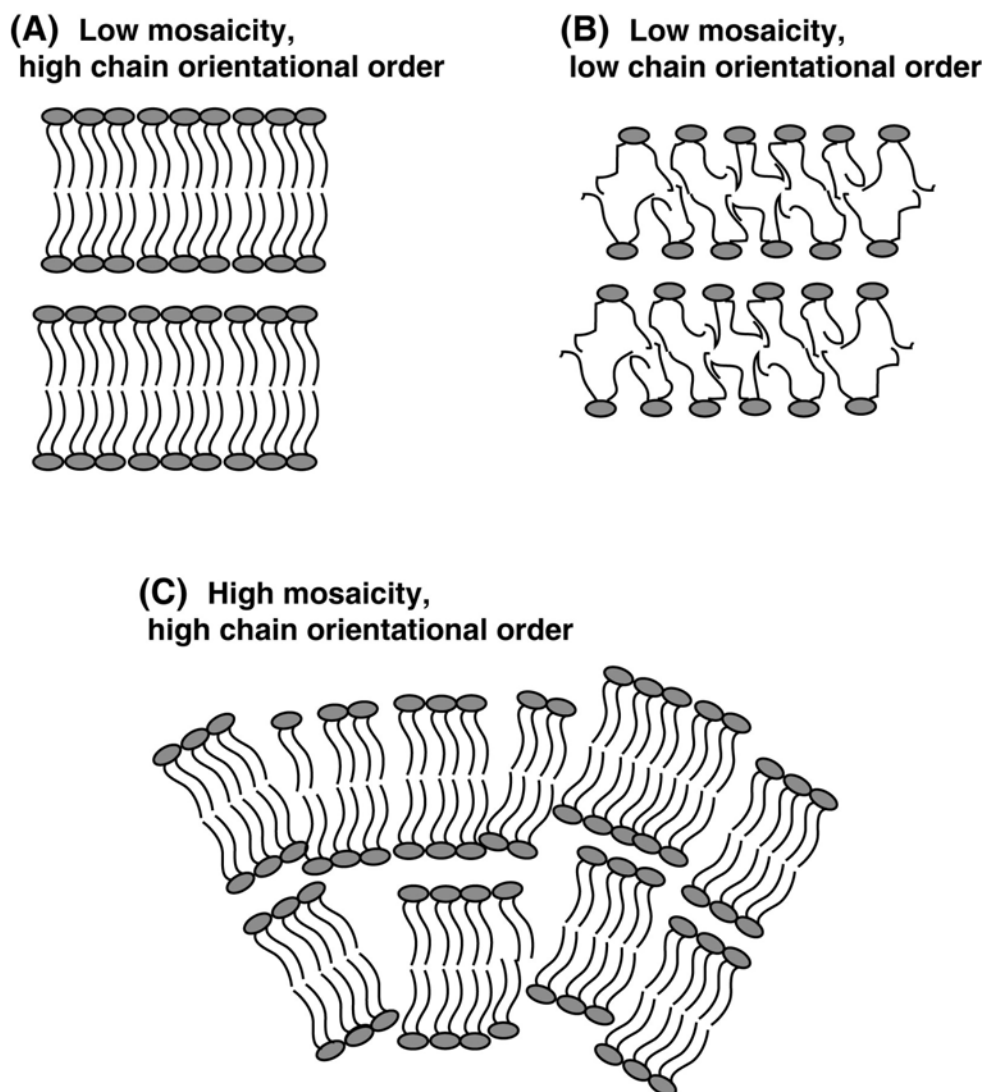 (A) Low mosaicity,
high chain orientational order
(B) Low mosaicity,
low chain orientational order
(C) High mosaicity,
high chain orientational order